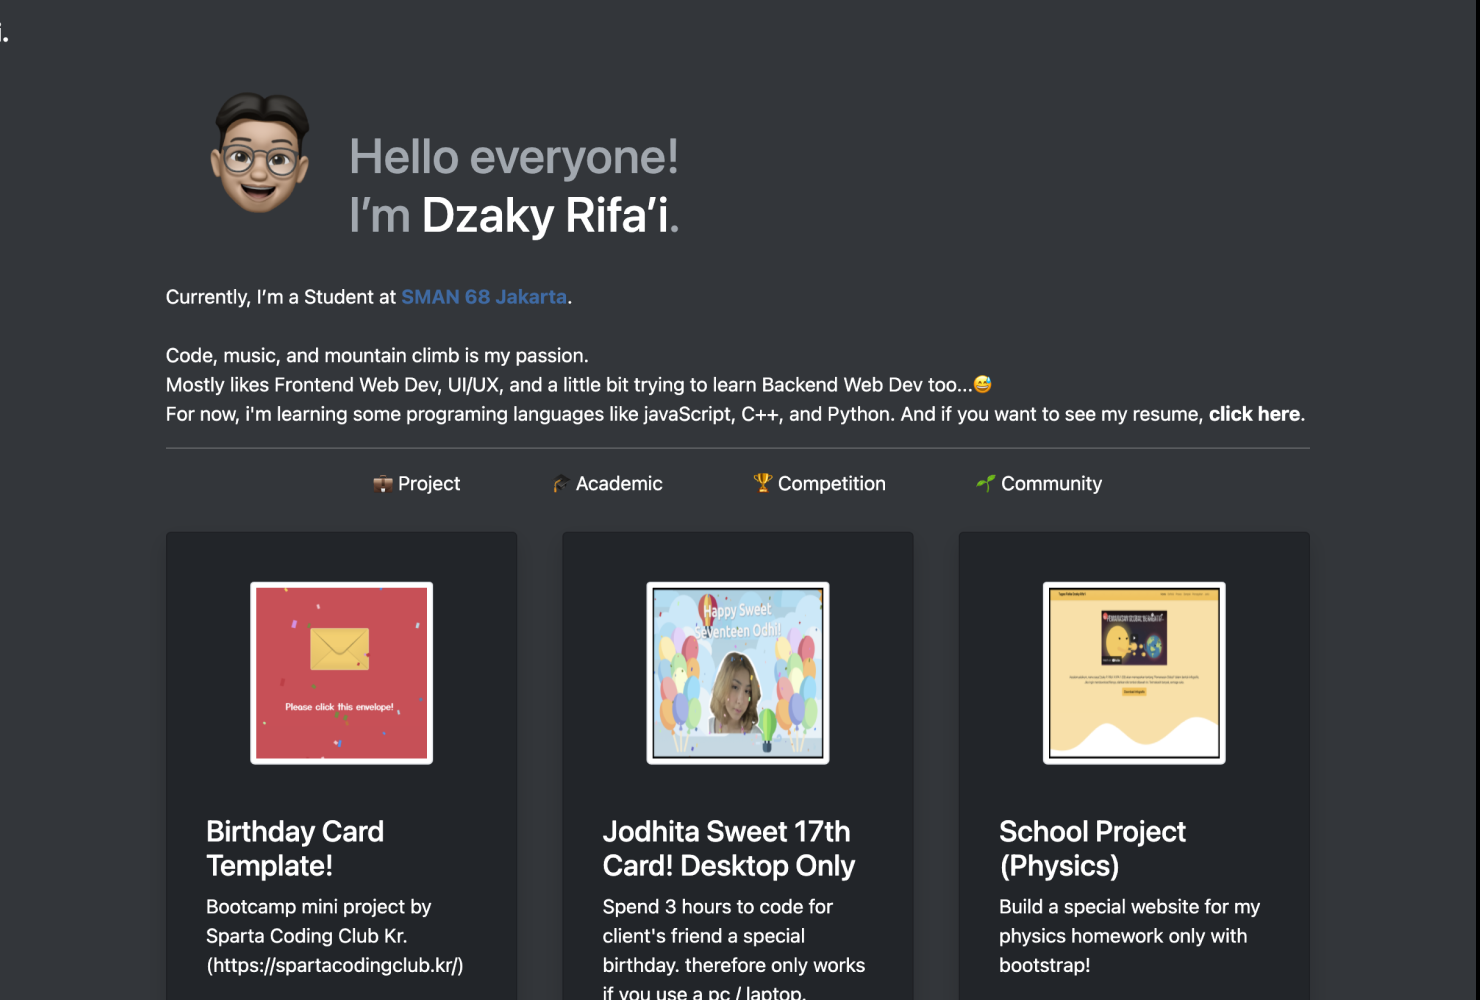 i.
Hello everyone!
I’m Dzaky Rifa’i.
Currently, I’m a Student at SMAN 68 Jakarta.
Code, music, and mountain climb is my passion.
Mostly likes Frontend Web Dev, UI/UX, and a little bit trying to learn Backend Web Dev too...😅
For now, i'm learning some programing languages like javaScript, C++, and Python. And if you want to see my resume, click here.
💼 Project
🎓 Academic
🏆 Competition
🌱 Community
Please click this envelope!
Happy Sweet
Seventeen Odhi!
Birthday Card
Template!
Bootcamp mini project by
Sparta Coding Club Kr.
(https://spartacodingclub.kr/)
Jodhita Sweet 17th
Card! Desktop Only
Spend 3 hours to code for
client's friend a special
birthday. therefore only works
if you use a pc / laptop.
School Project
(Physics)
Build a special website for my
physics homework only with
bootstrap!